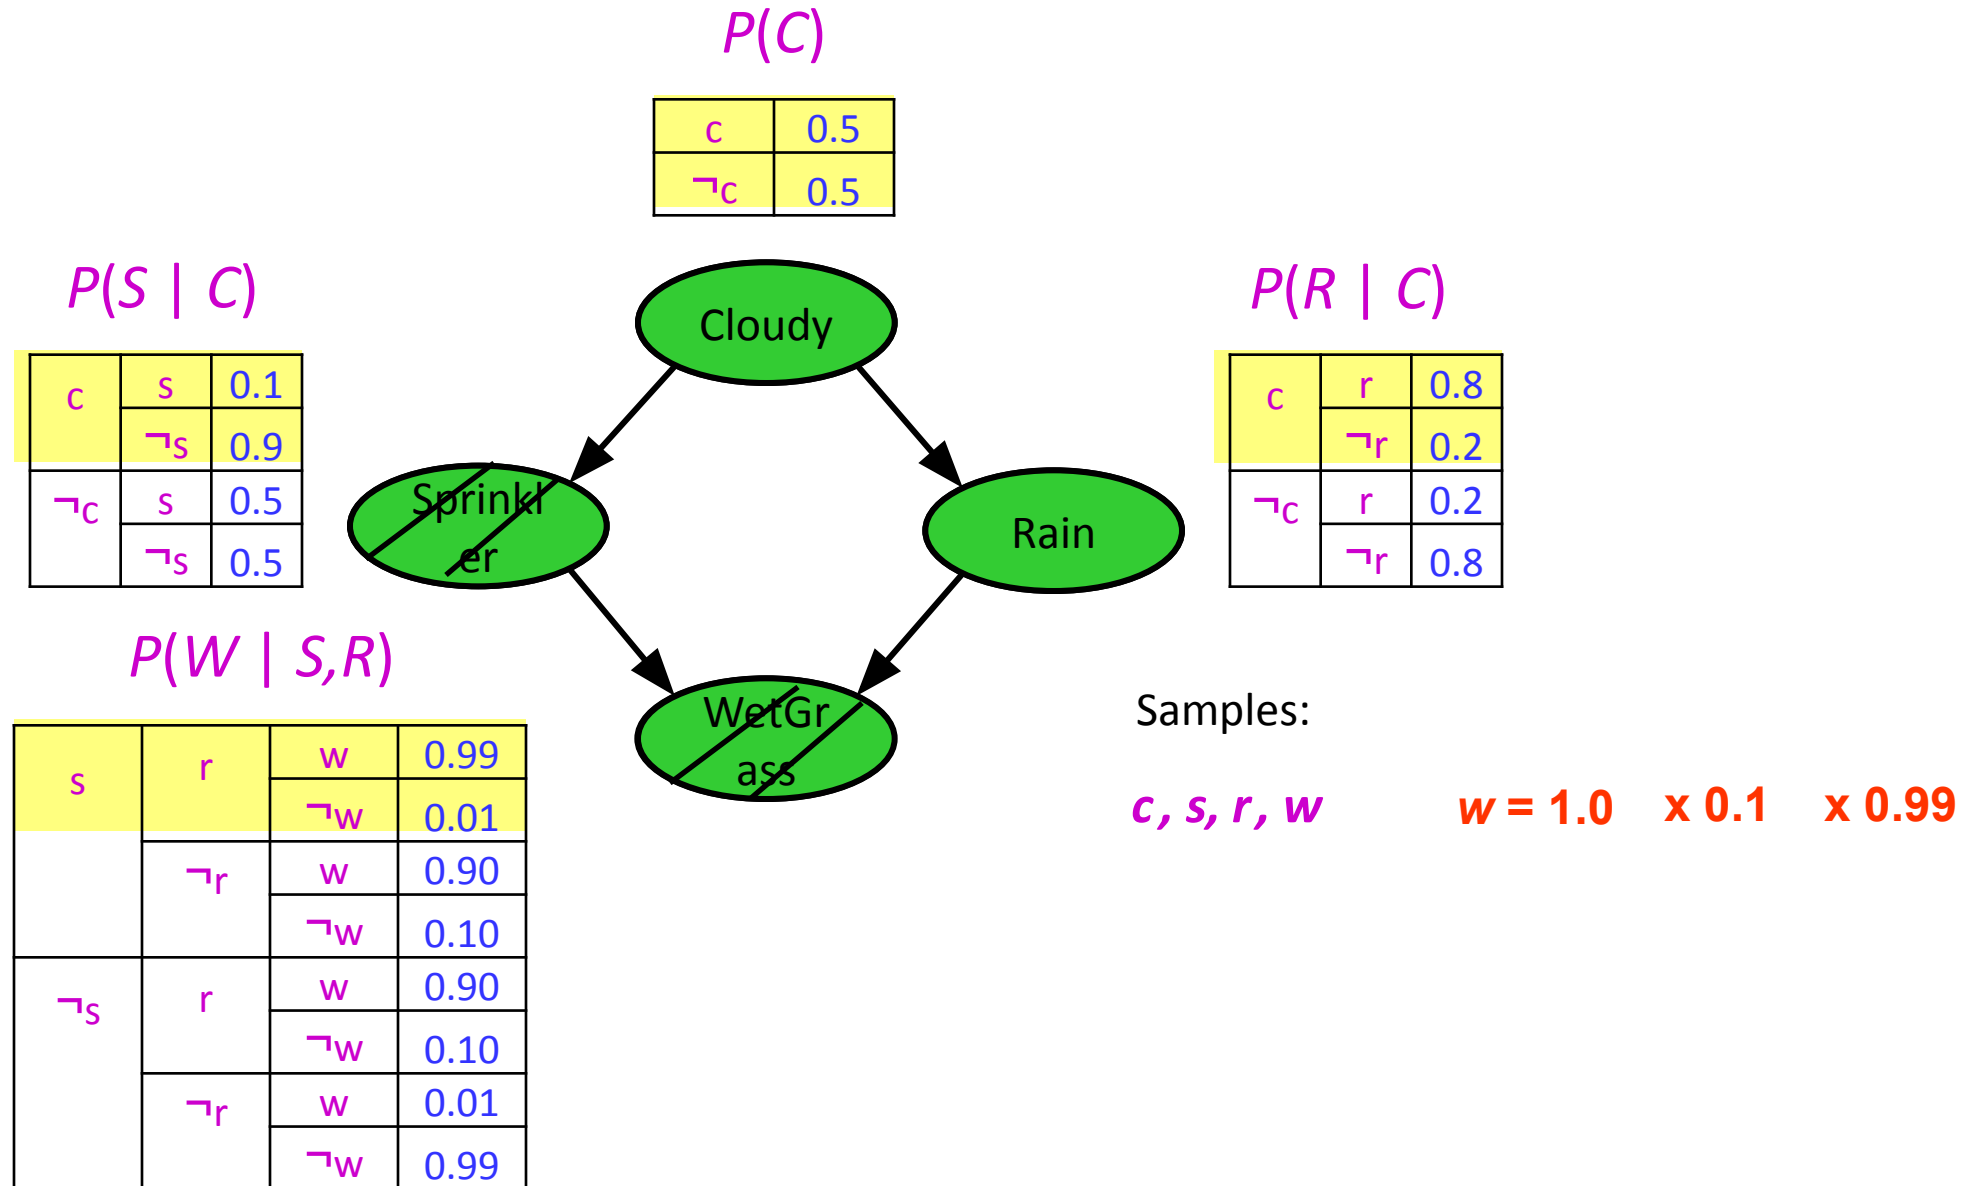 P(C)
c 0.5
¬c 0.5
P(S | C)
c s 0.1
¬s 0.9
¬c s 0.5
¬s 0.5
Cloudy
P(R | C)
c r 0.8
¬r 0.2
¬c r 0.2
¬r 0.8
Sprinkl
er
Rain
P(W | S,R)
s r w 0.99
¬w 0.01
¬r w 0.90
¬w 0.10
¬s r w 0.90
¬w 0.10
¬r w 0.01
¬w 0.99
WetGr
ass
Samples:
c, s, r, w w = 1.0 x 0.1 x 0.99